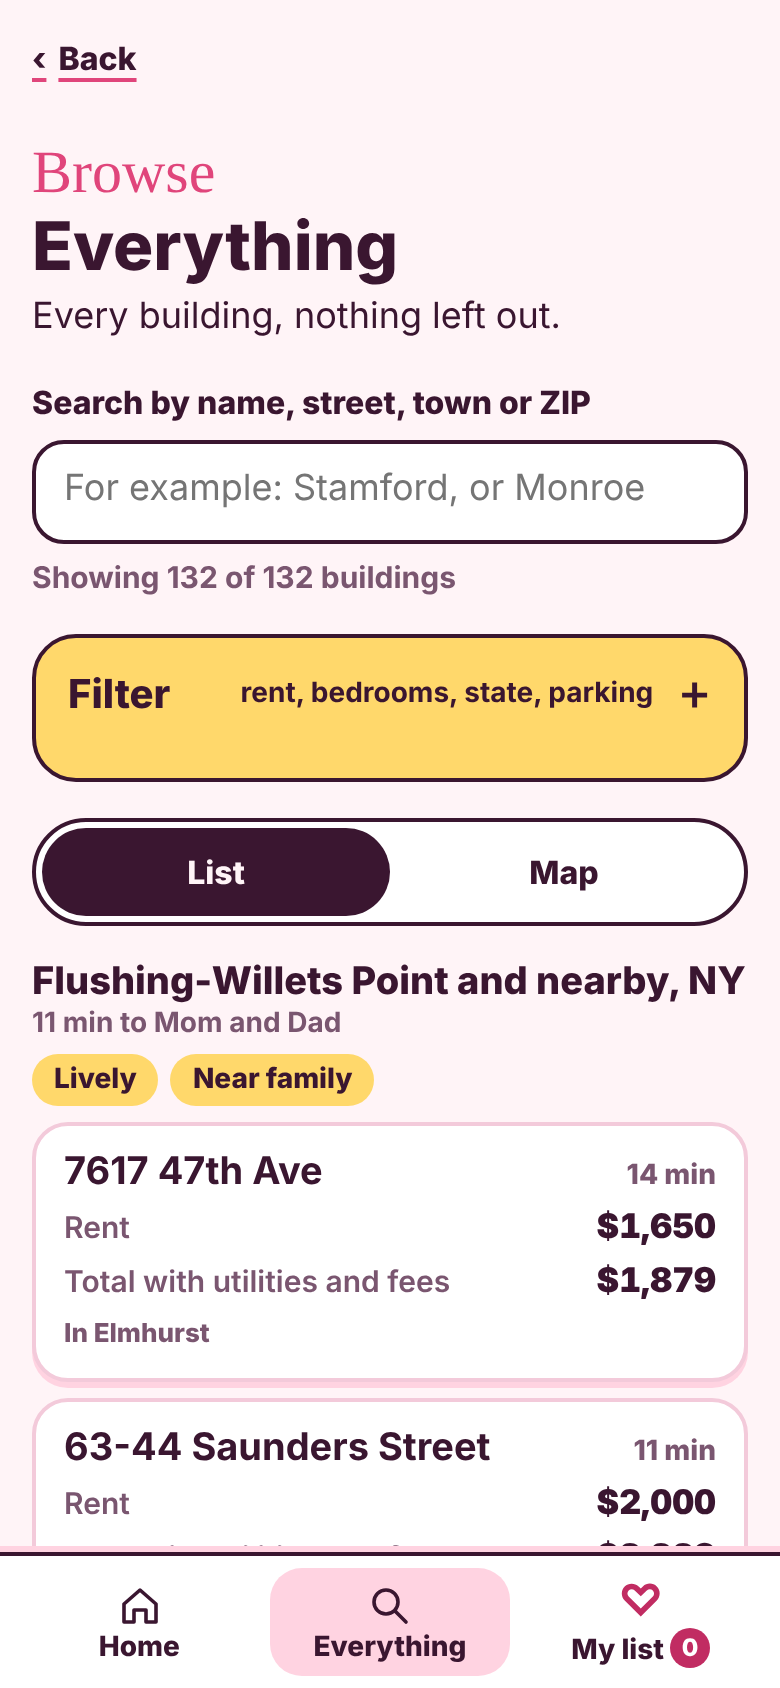 ‹ Back
Browse
Everything
Every building, nothing left out.
Search by name, street, town or ZIP
For example: Stamford, or Monroe
Showing 132 of 132 buildings
Filter rent, bedrooms, state, parking +
List Map
Flushing-Willets Point and nearby, NY
11 min to Mom and Dad
Lively Near family
7617 47th Ave 14 min
Rent $1,650
Total with utilities and fees $1,879
In Elmhurst
63-44 Saunders Street 11 min
Rent $2,000
Home Everything My list 0